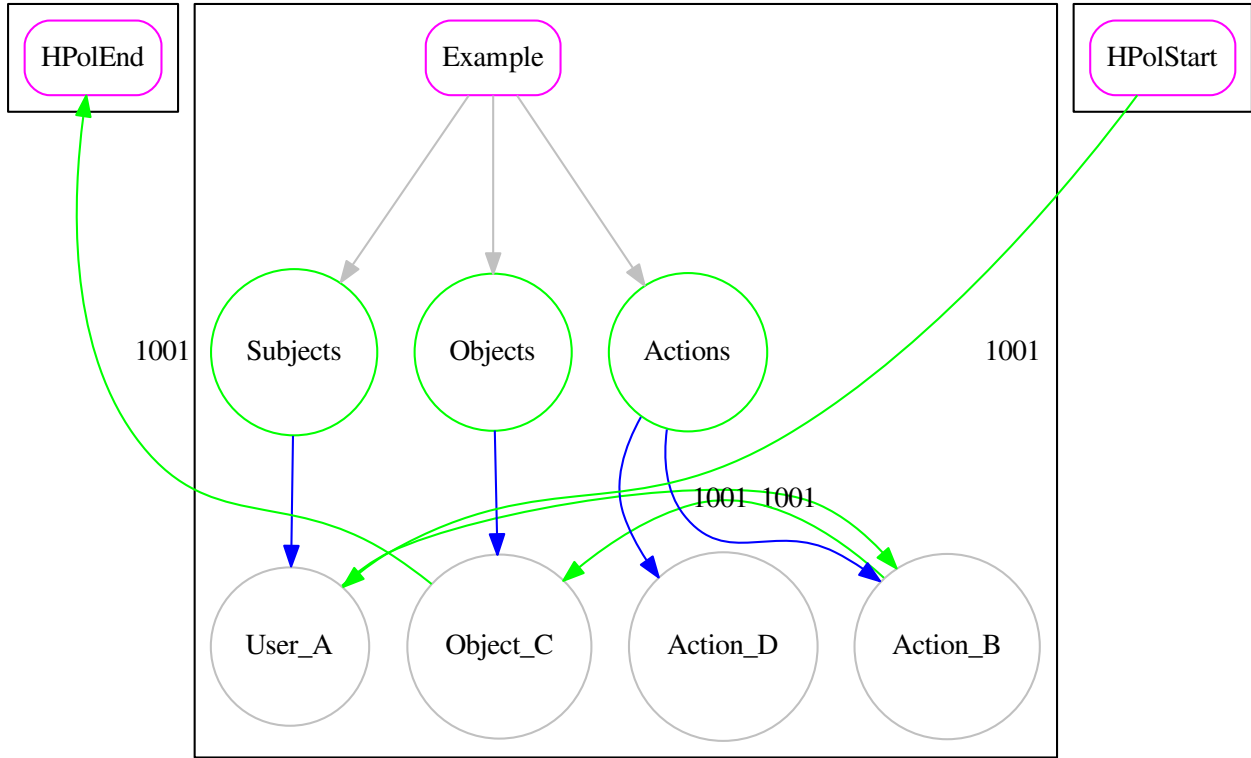 HPolEnd
Example
HPolStart
1001
Subjects
Objects
Actions
1001
1001
1001
User_A
Object_C
Action_D
Action_B